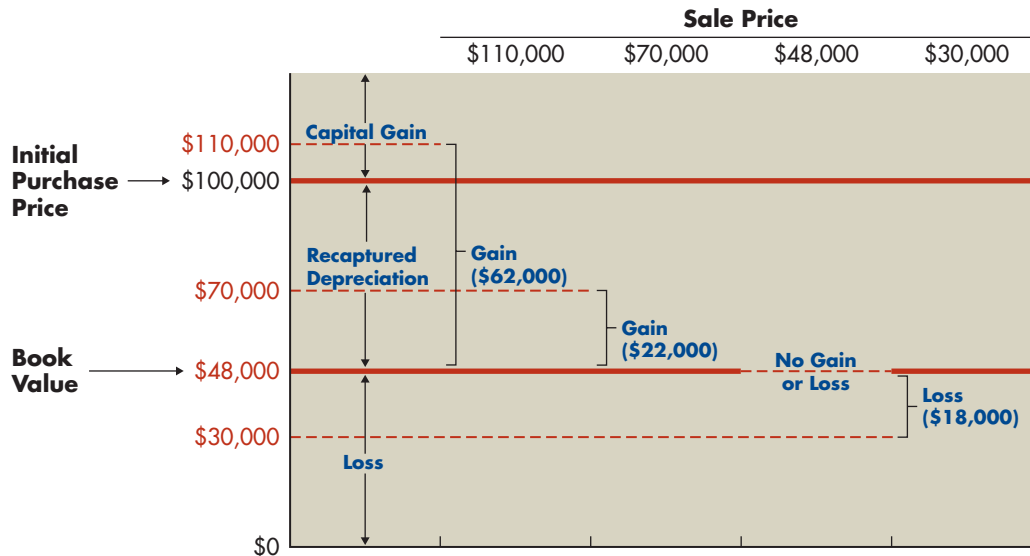 Sale Price
$110,000 $70,000 $48,000 $30,000
Capital Gain
$110,000
Initial
Purchase
Price
$100,000
Recaptured
Depreciation
Gain
($62,000)
$70,000
Gain
($22,000)
Book
Value
$48,000
No Gain
or Loss
Loss
($18,000)
$30,000
Loss
$0